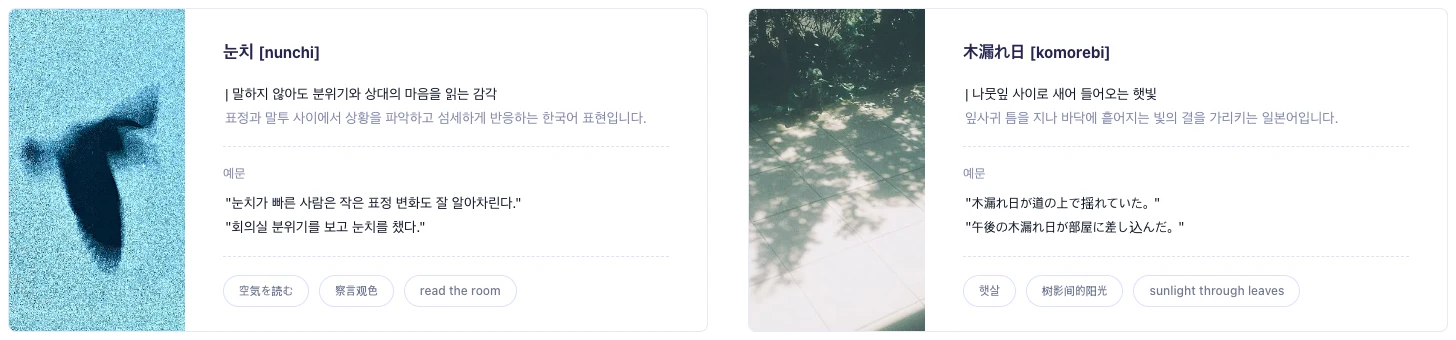 눈치 [nunchi]
| 말하지 않아도 분위기와 상대의 마음을 읽는 감각
표정과 말투 사이에서 상황을 파악하고 섬세하게 반응하는 한국어 표현입니다.
예문
"눈치가 빠른 사람은 작은 표정 변화도 잘 알아차린다."
"회의실 분위기를 보고 눈치를 챘다."
空気を読む
察言观色
read the room
木漏れ日 [komorebi]
| 나뭇잎 사이로 새어 들어오는 햇빛
잎사귀 틈을 지나 바닥에 흩어지는 빛의 결을 가리키는 일본어입니다.
예문
"木漏れ日が道の上で揺れていた。"
"午後の木漏れ日が部屋に差し込んだ。"
햇살
树影间的阳光
sunlight through leaves